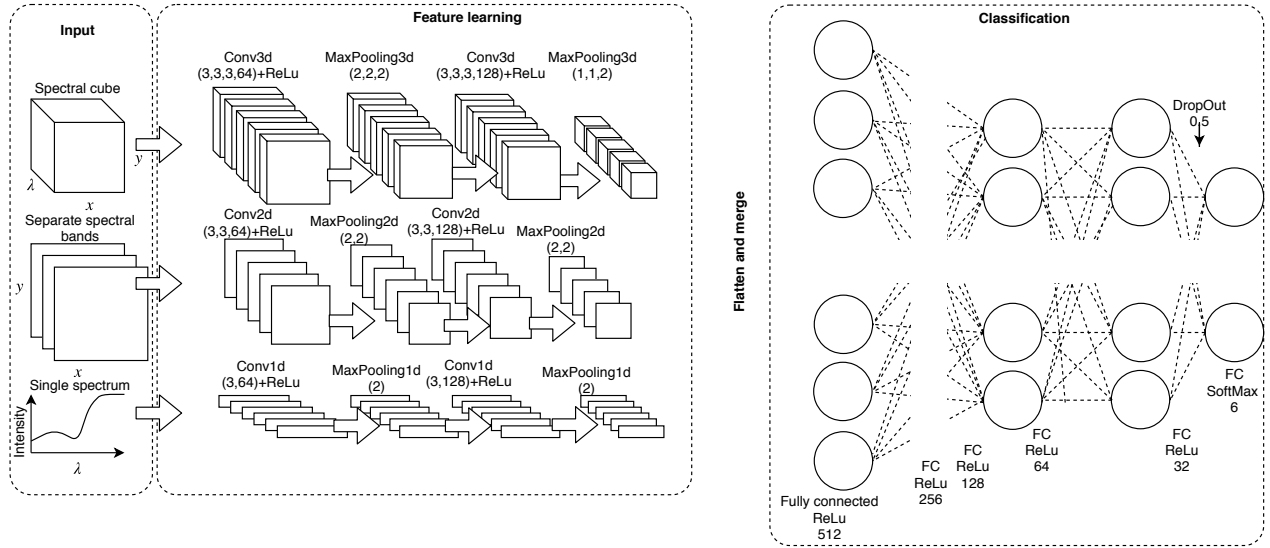 Input
Feature learning
Classification
Spectral cube
λ
y
x
Separate spectral
bands
y
x
Single spectrum
Intensity
λ
Conv3d
(3,3,3,64)+ReLu
MaxPooling3d
(2,2,2)
Conv3d
(3,3,3,128)+ReLu
MaxPooling3d
(1,1,2)
Conv2d
(3,3,64)+ReLu
MaxPooling2d
(2,2)
Conv2d
(3,3,128)+ReLu
MaxPooling2d
(2,2)
Conv1d
(3,64)+ReLu
MaxPooling1d
(2)
Conv1d
(3,128)+ReLu
MaxPooling1d
(2)
Flatten and merge
Fully connected
ReLu
512
FC
ReLu
256
FC
ReLu
128
FC
ReLu
64
FC
ReLu
32
DropOut
0,5
FC
SoftMax
6